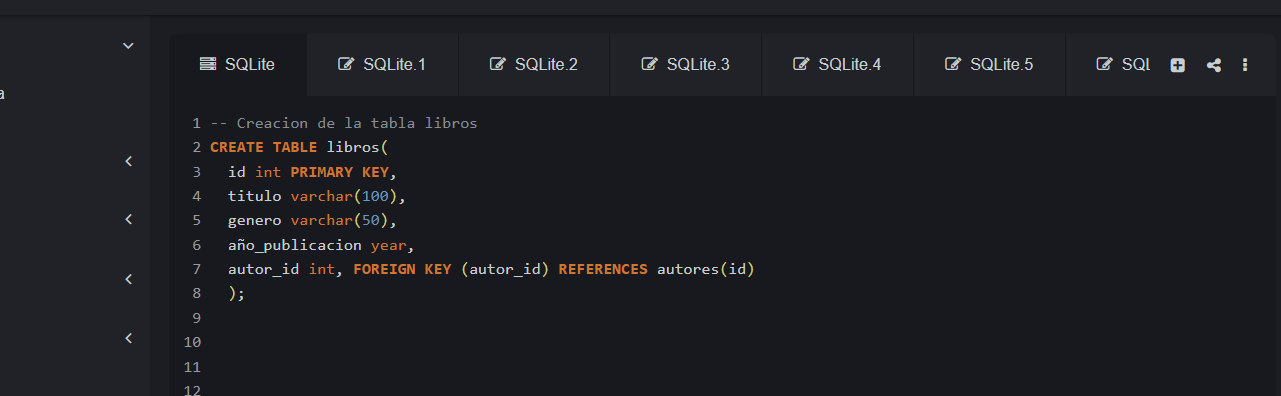 SQLite SQLite.1 SQLite.2 SQLite.3 SQLite.4 SQLite.5 SQL
a
1 -- Creacion de la tabla libros
2 CREATE TABLE libros(
3 id int PRIMARY KEY,
4 titulo varchar(100),
5 genero varchar(50),
6 año_publicacion year,
7 autor_id int, FOREIGN KEY (autor_id) REFERENCES autores(id)
8 );
9
10
11
12